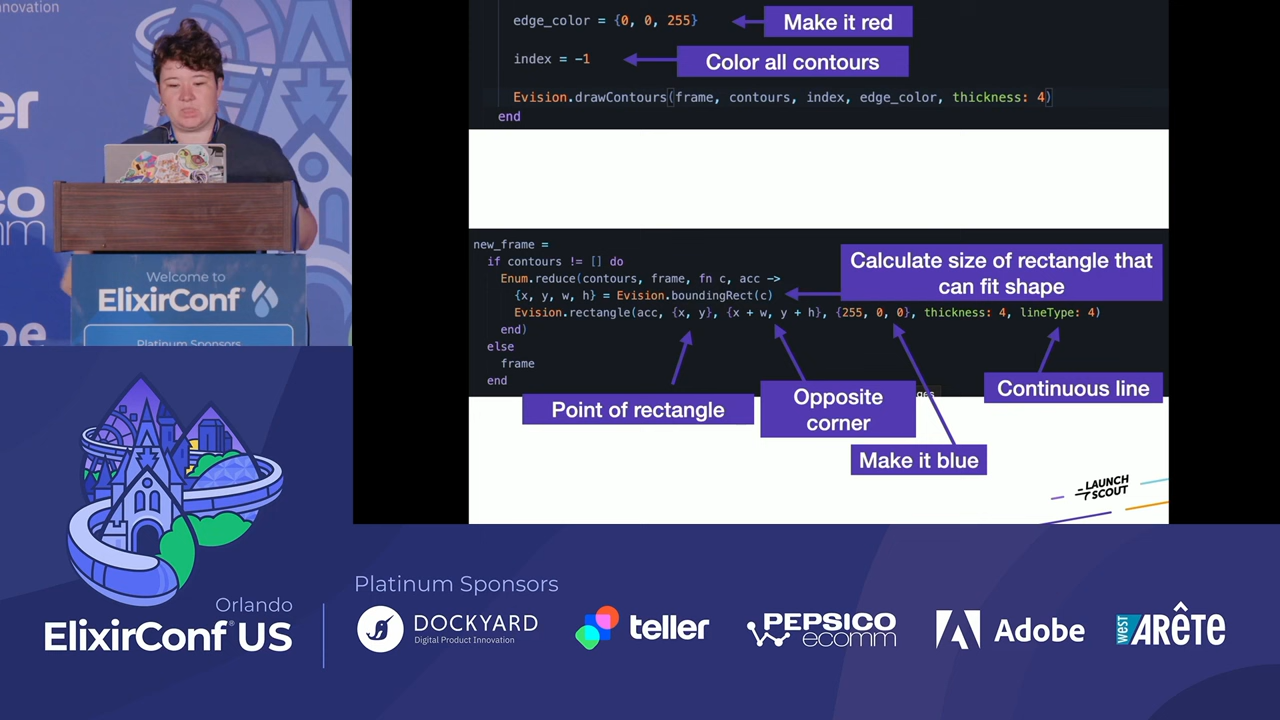 novation
er
co
mm
pe
Welcome to
ElixirConf®
Platinum Sponsors
edge_color = {0, 0, 255}
Make it red
index = -1
Color all contours
Evision.drawContours(frame, contours, index, edge_color, thickness: 4)
end
new_frame =
if contours != [] do
Enum.reduce(contours, frame, fn c, acc ->
{x, y, w, h} = Evision.boundingRect(c)
Evision.rectangle(acc, {x, y}, {x + w, y + h}, {255, 0, 0}, thickness: 4, lineType: 4)
end)
else
frame
end
Calculate size of rectangle that
can fit shape
Point of rectangle
Opposite
corner
Continuous line
Make it blue
LAUNCH
SCOUT
Orlando
ElixirConf® US
Platinum Sponsors
DOCKYARD
Digital Product Innovation
teller
PEPSICO
ecomm
Adobe
west ARÊTE